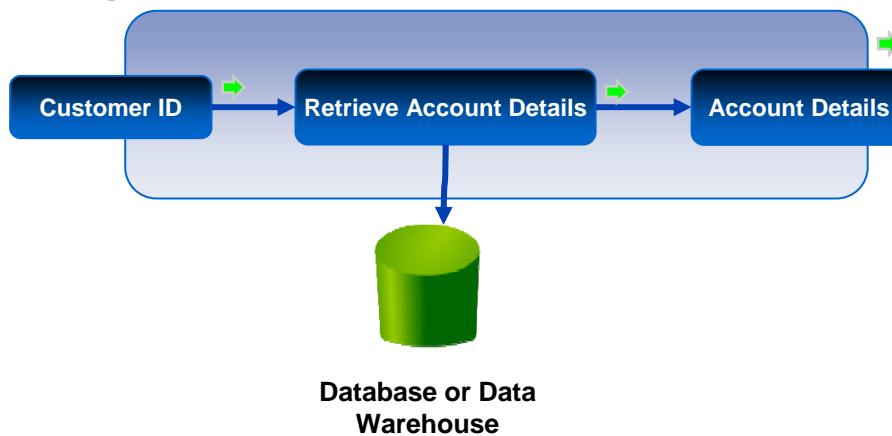 Customer ID
Retrieve Account Details
Account Details
Database or Data
Warehouse